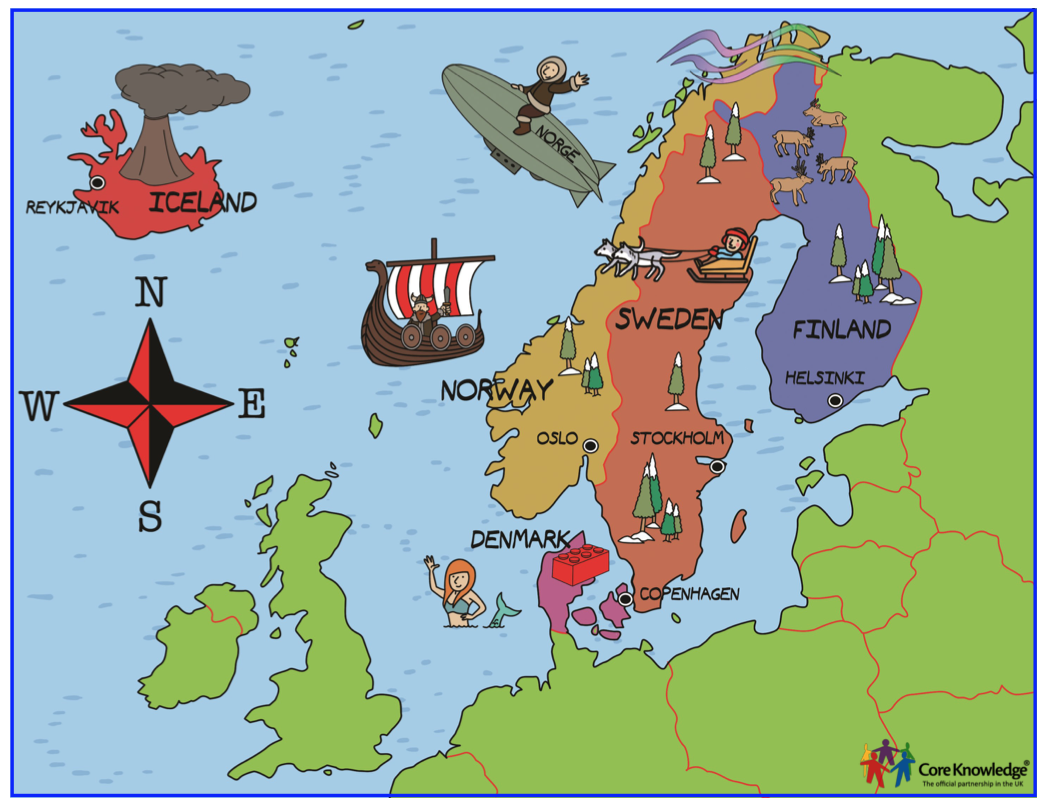 NORGE
REYKJAVIK
ICELAND
N
W
E
S
SWEDEN
FINLAND
HELSINKI
NORWAY
OSLO
STOCKHOLM
DENMARK
COPENHAGEN
Core Knowledge®
The official partnership in the UK